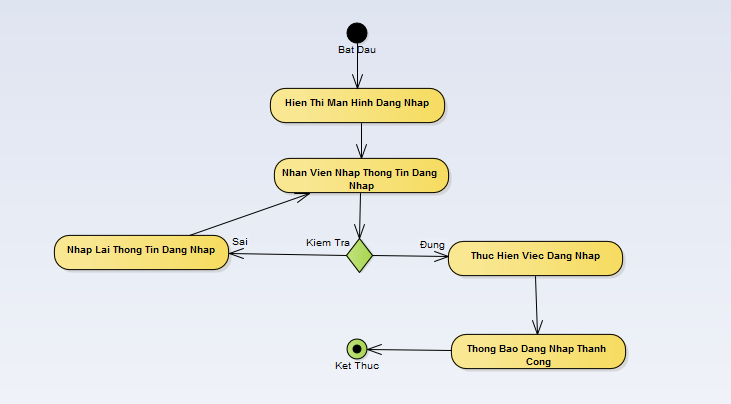 Bat Dau
Hien Thi Man Hinh Dang Nhap
Nhan Vien Nhap Thong Tin Dang
Nhap
Sai
Kiem Tra
Đung
Nhap Lai Thong Tin Dang Nhap
Thuc Hien Viec Dang Nhap
Thong Bao Dang Nhap Thanh
Cong
Ket Thuc